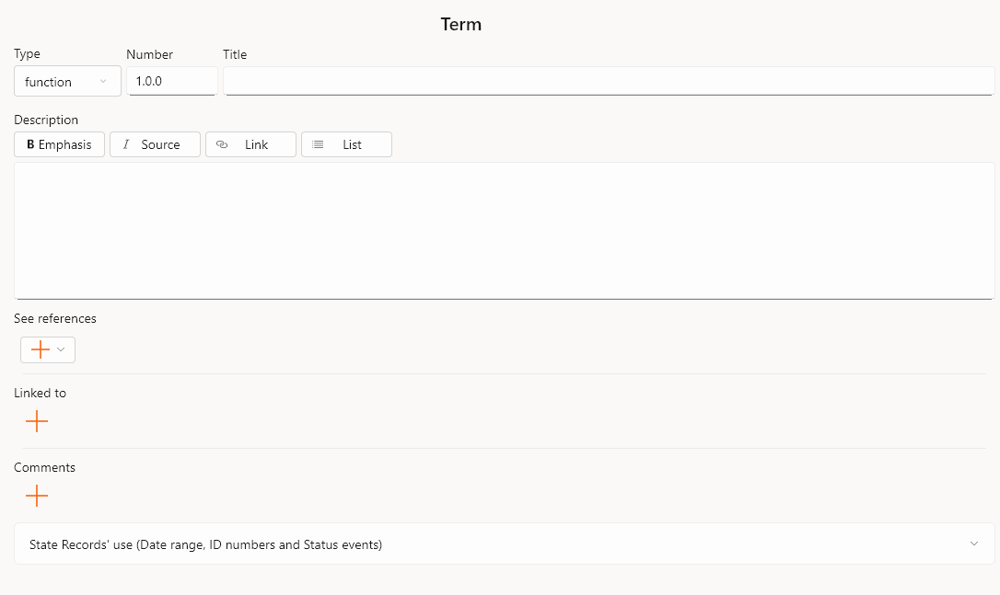 Term
Type Number Title
function 1.0.0
Description
B Emphasis I Source Link List
See references
Linked to
Comments
State Records' use (Date range, ID numbers and Status events)